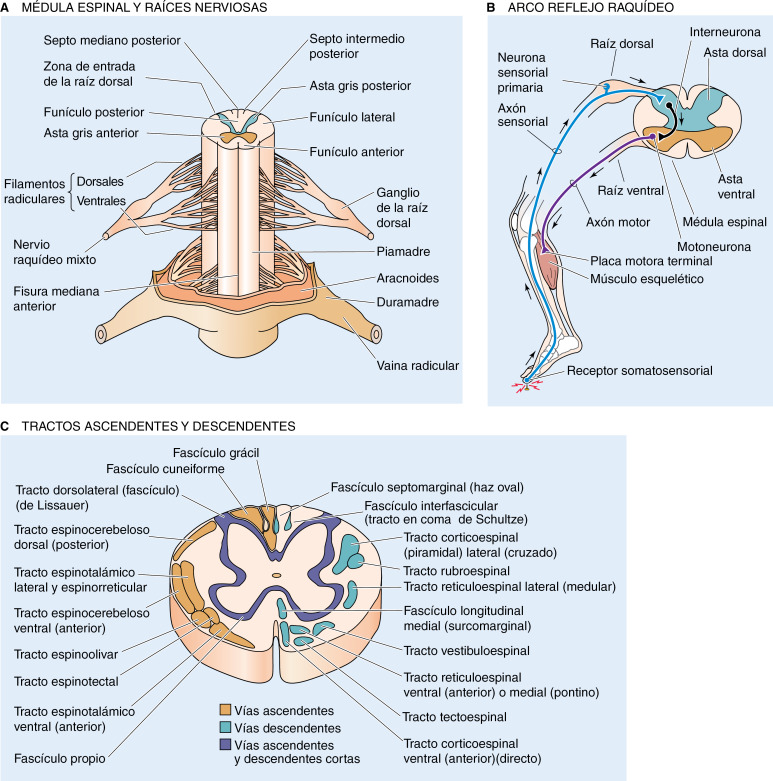 A MÉDULA ESPINAL Y RAÍCES NERVIOSAS
Septo mediano posterior
Septo intermedio
posterior
Zona de entrada
de la raíz dorsal
Asta gris posterior
Funículo posterior
Funículo lateral
Asta gris anterior
Funículo anterior
Filamentos
radiculares
Dorsales
Ventrales
Ganglio
de la raíz
dorsal
Nervio
raquídeo mixto
Piamadre
Aracnoides
Fisura mediana
anterior
Duramadre
Vaina radicular
B ARCO REFLEJO RAQUÍDEO
Interneurona
Raíz dorsal
Asta dorsal
Neurona
sensorial
primaria
Axón
sensorial
Asta
ventral
Raíz ventral
Axón motor
Médula espinal
Motoneurona
Placa motora terminal
Músculo esquelético
Receptor somatosensorial
C TRACTOS ASCENDENTES Y DESCENDENTES
Fascículo grácil
Fascículo cuneiforme
Tracto dorsolateral (fascículo)
(de Lissauer)
Tracto espinocerebeloso
dorsal (posterior)
Tracto espinotalámico
lateral y espinorreticular
Tracto espinocerebeloso
ventral (anterior)
Tracto espinoolivar
Tracto espinotectal
Tracto espinotalámico
ventral (anterior)
Fascículo propio
Fascículo septomarginal (haz oval)
Fascículo interfascicular
(tracto en coma de Schultze)
Tracto corticoespinal
(piramidal) lateral (cruzado)
Tracto rubroespinal
Tracto reticuloespinal lateral (medular)
Fascículo longitudinal
medial (surcomarginal)
Tracto vestibuloespinal
Tracto reticuloespinal
ventral (anterior) o medial (pontino)
Tracto tectoespinal
Tracto corticoespinal
ventral (anterior)(directo)
Vías ascendentes
Vías descendentes
Vías ascendentes
y descendentes cortas